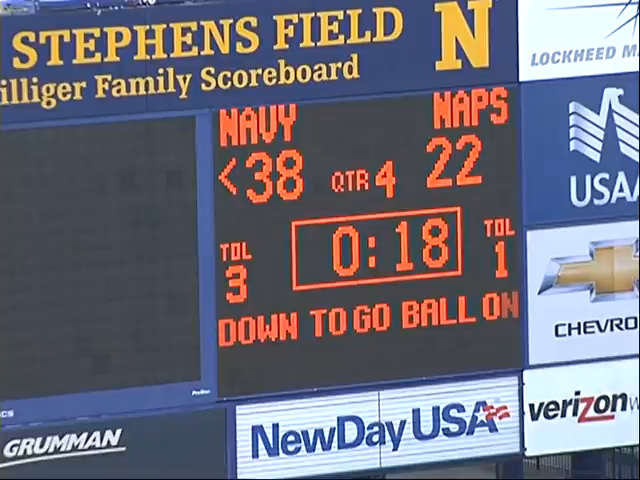 STEPHENS FIELD N
illiger Family Scoreboard
LOCKHEED M
NAVY NAPS
<38 QTR 4 22
TOL 0:18 TOL
3 1
DOWN TO GO BALL ON
USAA
CHEVRO
GRUMMAN
NewDay USA
verizon